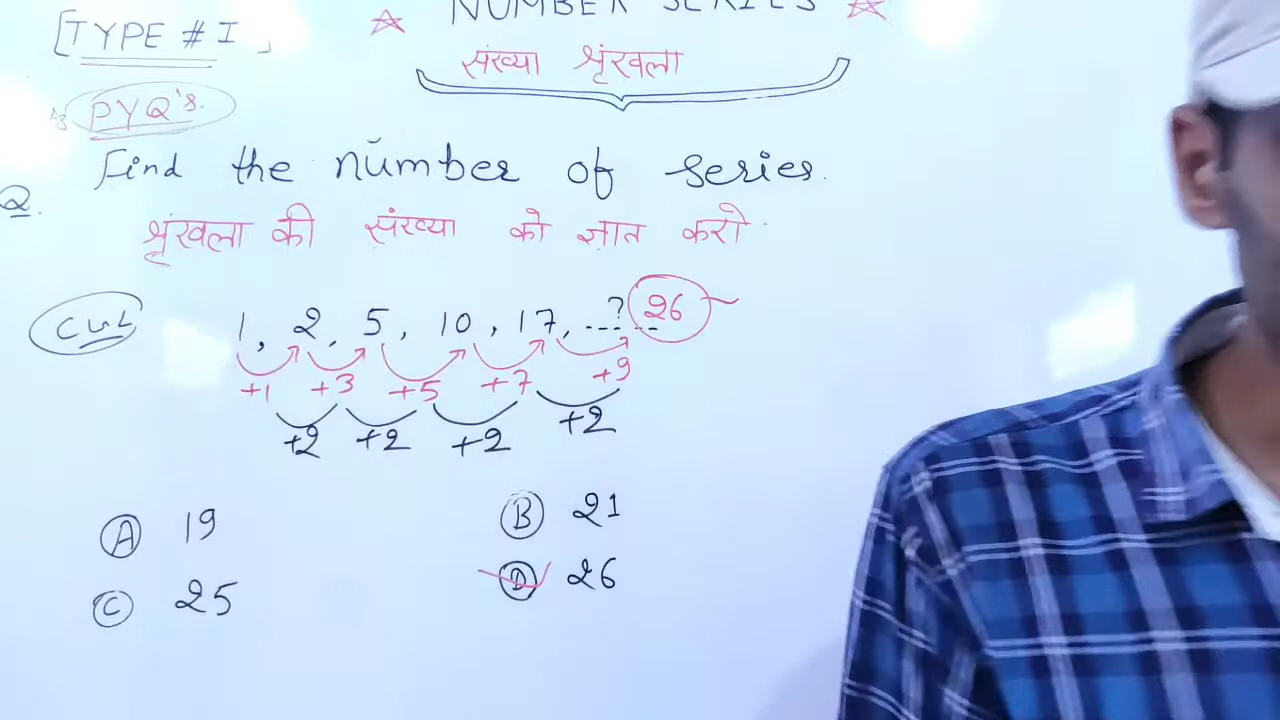 [TYPE # I]
☆ NUMBER SERIES ☆
संख्या श्रृंखला
PYQ's.
Q. Find the number of series.
श्रृंखला की संख्या को ज्ञात करो
1, 2, 5, 10, 17, ...?... 26
+1 +3 +5 +7 +9
+2 +2 +2 +2
(A) 19 (B) 21
(C) 25 (D) 26